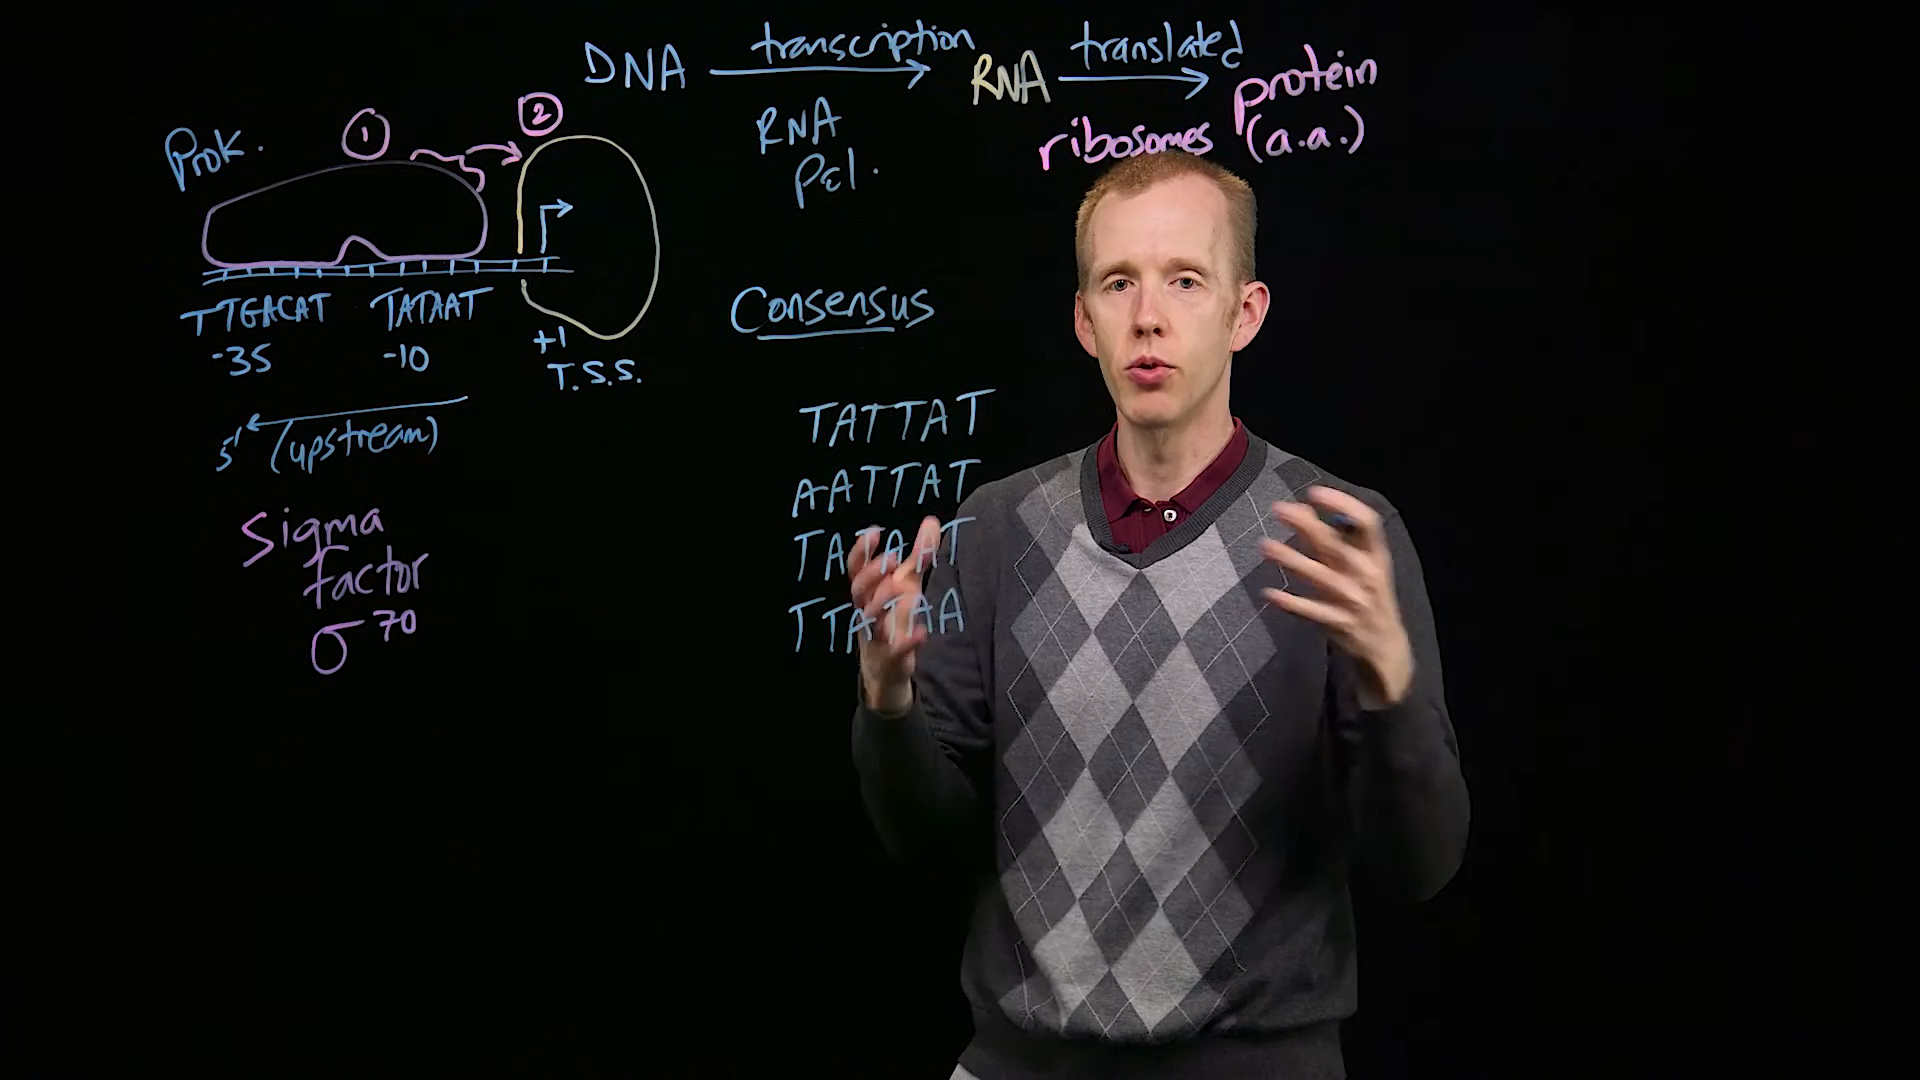 DNA transcription RNA translated protein
RNA Pol. ribosomes (a.a.)
Prok.
1 2
TTGACAT TATAAT
-35 -10 +1
T.S.S.
5' (upstream)
Sigma
factor
σ70
Consensus
TATTAT
AATTAT
TATAAT
TTATAA